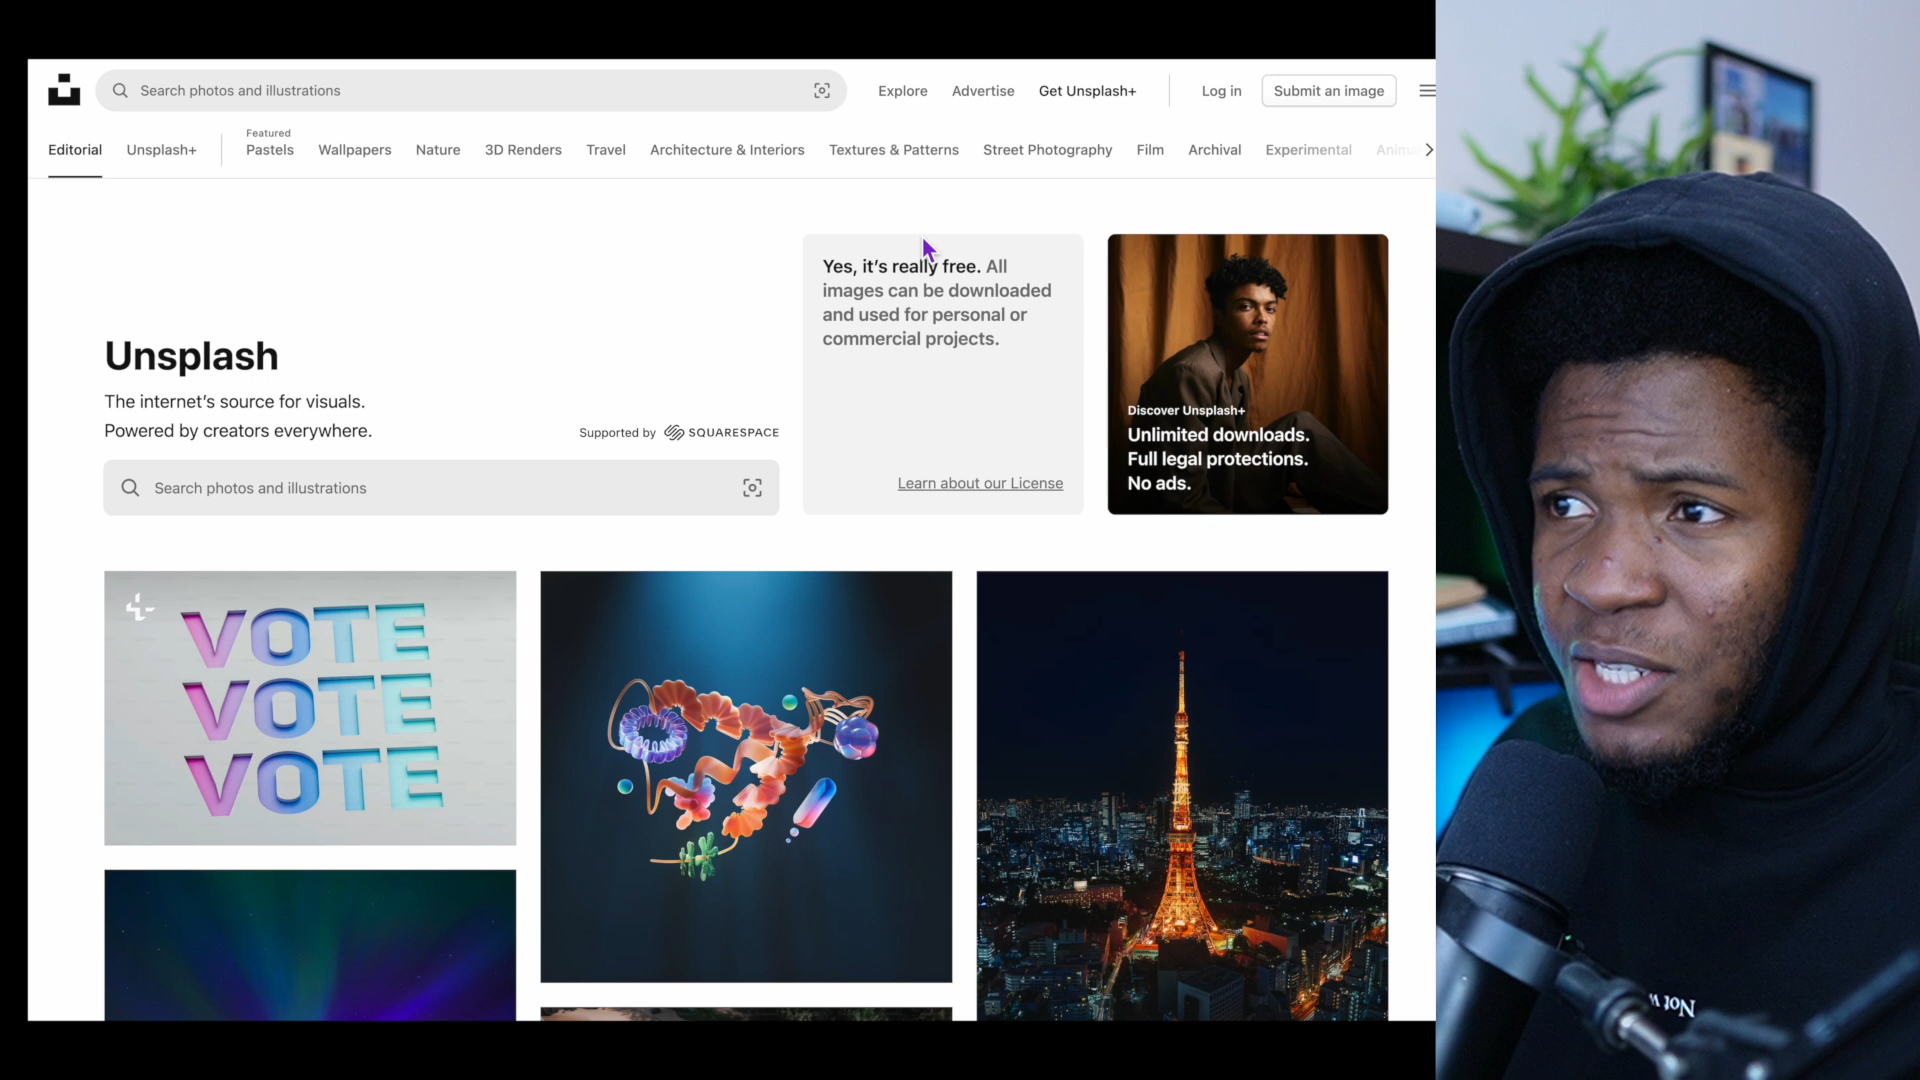 Search photos and illustrations
Explore
Advertise
Get Unsplash+
Log in
Submit an image
Editorial
Unsplash+
Featured
Pastels
Wallpapers
Nature
3D Renders
Travel
Architecture & Interiors
Textures & Patterns
Street Photography
Film
Archival
Experimental
Unsplash
The internet's source for visuals.
Powered by creators everywhere.
Supported by SQUARESPACE
Search photos and illustrations
Yes, it's really free. All
images can be downloaded
and used for personal or
commercial projects.
Learn about our License
Discover Unsplash+
Unlimited downloads.
Full legal protections.
No ads.
VOTE
VOTE
VOTE
Not